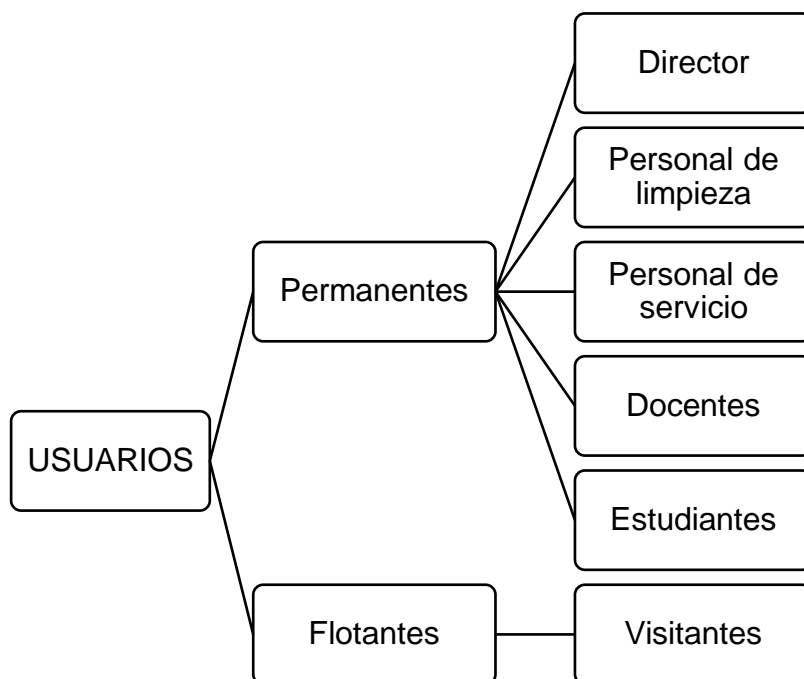 USUARIOS
Permanentes
Director
Personal de
limpieza
Personal de
servicio
Docentes
Estudiantes
Flotantes
Visitantes